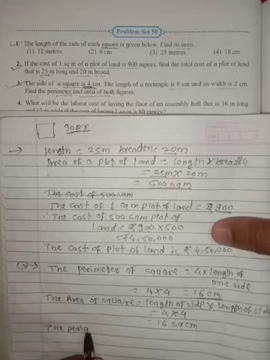 Problem Set 50
1. The length of the side of each square is given below. Find its area.
(1) 12 metres (2) 6 cm (3) 25 metres (4) 18 cm
2. If the cost of 1 sq m of a plot of land is 900 rupees, find the total cost of a plot of land
that is 25 m long and 20 m broad.
3. The side of a square is 4 cm. The length of a rectangle is 8 cm and its width is 2 cm.
Find the perimeter and area of both figures.
4. What will be the labour cost of laying the floor of an assembly hall that is 16 m long
length = 25m breadth = 20m
Area of a plot of land = length x breadth
= 25m x 20m
= 500 sqm
The cost of 500 sqm
The cost of 1 sqm plot of land = ₹ 900
∴ The cost of 500 sqm plot of
land = ₹ 900 x 500
= ₹ 4,50,000
The cost of plot of land is ₹ 4,50,000
The perimeter of square = 4 x length of
one side
= 4 x 4 = 16 cm
The Area of square = length of side x length of side
= 4 x 4
16 sqcm
The